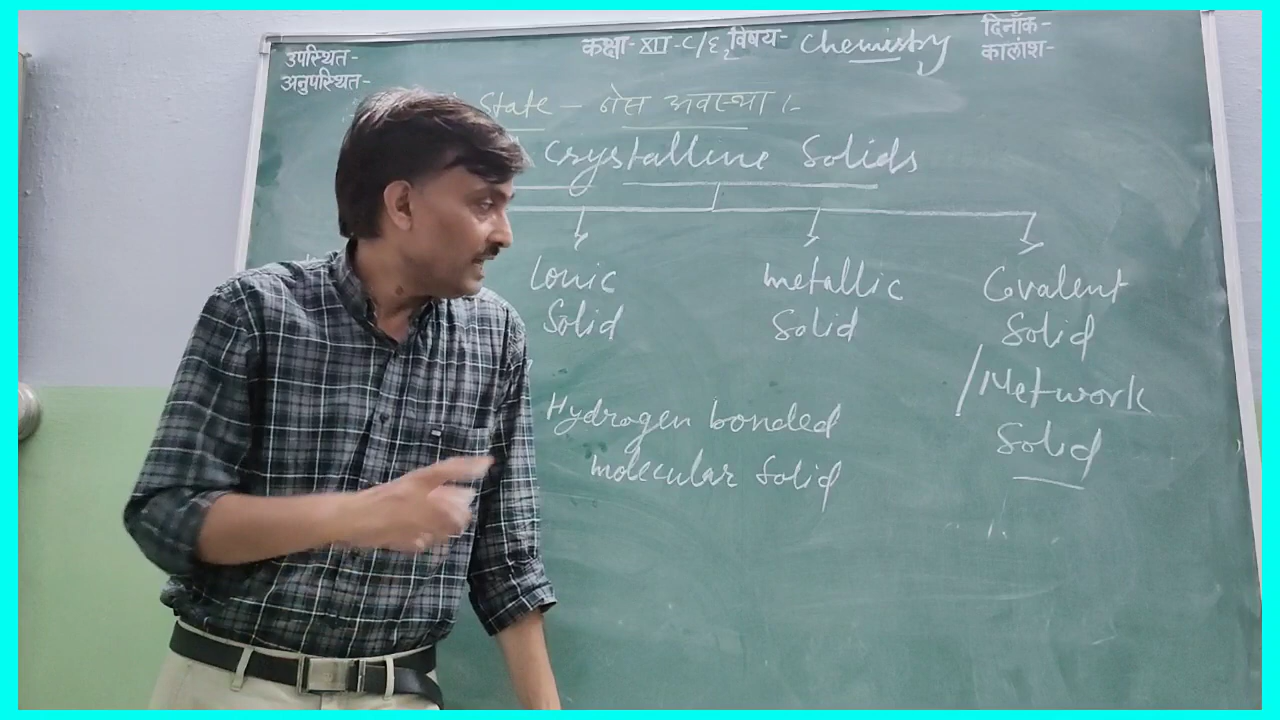 उपस्थित-
अनुपस्थित-
कक्षा- XII-C/E2 विषय- Chemistry
दिनाँक-
कालांश-
State - ठोस अवस्था :-
Crystalline Solids
Ionic
Solid
metallic
Solid
Covalent
Solid
/Network
Solid
Hydrogen bonded
molecular Solid